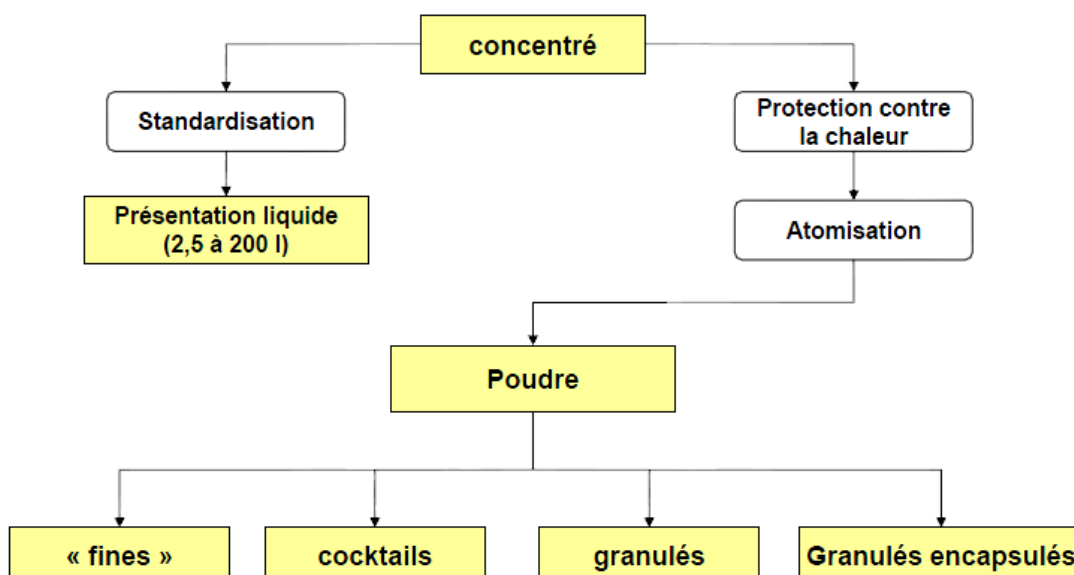 concentré
Standardisation
Protection contre
la chaleur
Présentation liquide
(2,5 à 200 l)
Atomisation
Poudre
« fines »
cocktails
granulés
Granulés encapsulés